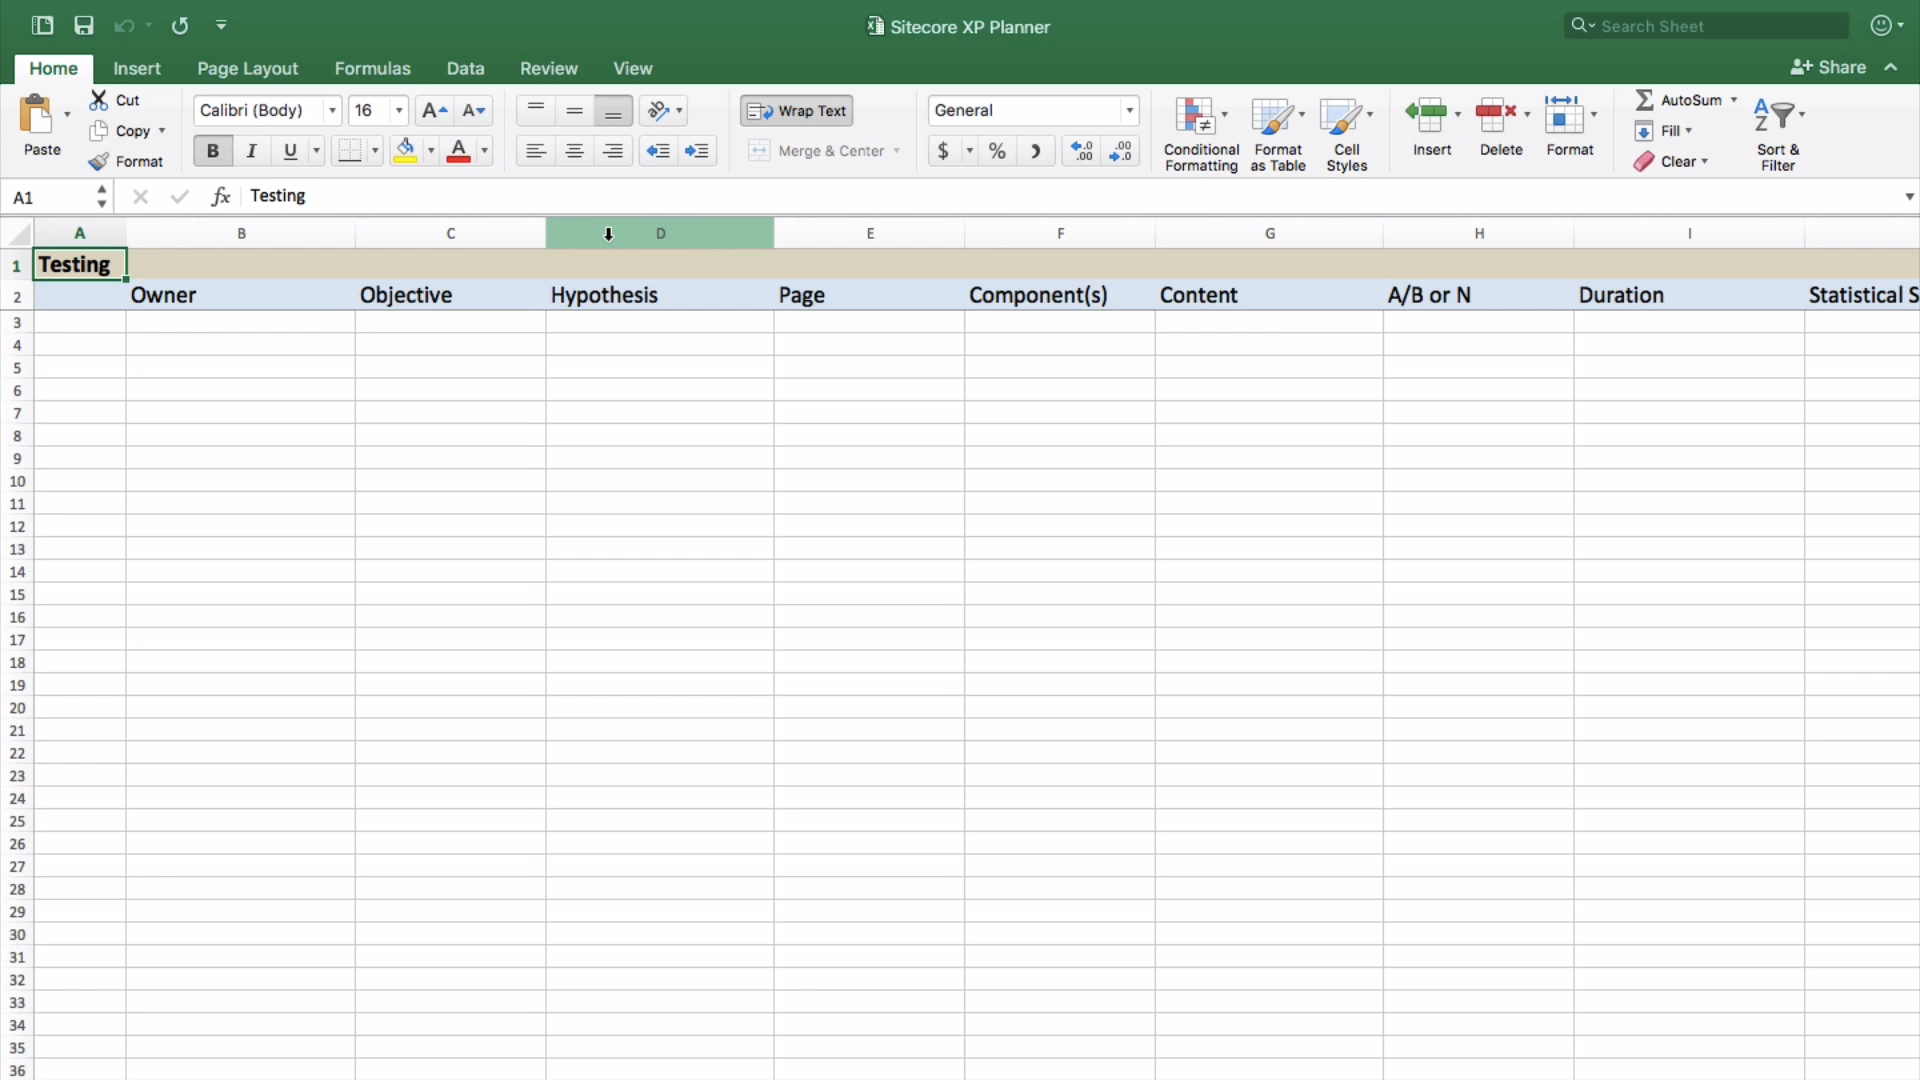 Sitecore XP Planner
Search Sheet
Home Insert Page Layout Formulas Data Review View
Share
Paste
Cut
Copy
Format
Calibri (Body) 16
B I U
Wrap Text
Merge & Center
General
$ %
Conditional Formatting
Format as Table
Cell Styles
Insert
Delete
Format
AutoSum
Fill
Clear
Sort & Filter
A1 fx Testing
A B C D E F G H I
1 Testing
2 Owner Objective Hypothesis Page Component(s) Content A/B or N Duration Statistical S
3
4
5
6
7
8
9
10
11
12
13
14
15
16
17
18
19
20
21
22
23
24
25
26
27
28
29
30
31
32
33
34
35
36